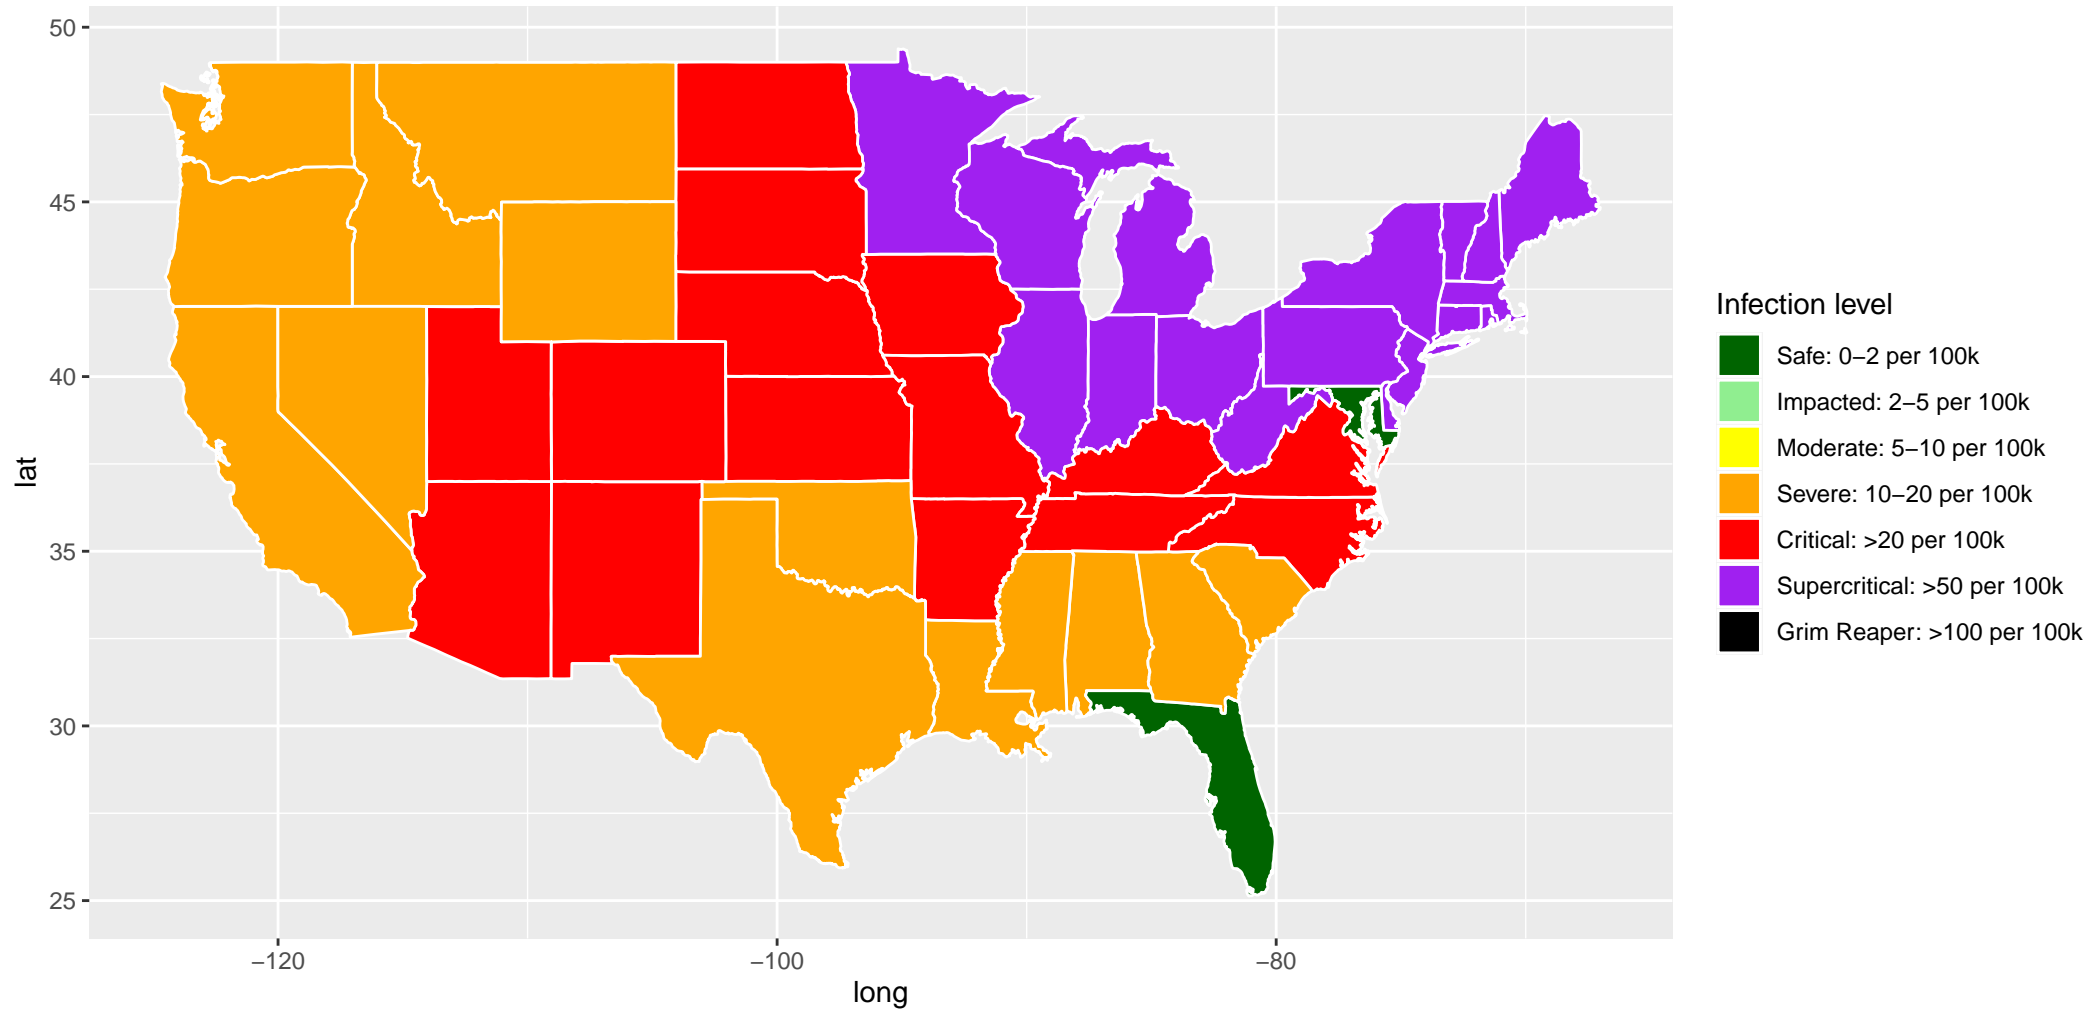 50
45
40
35
30
25
lat
−120
−100
−80
long
Infection level
Safe: 0−2 per 100k
Impacted: 2−5 per 100k
Moderate: 5−10 per 100k
Severe: 10−20 per 100k
Critical: >20 per 100k
Supercritical: >50 per 100k
Grim Reaper: >100 per 100k